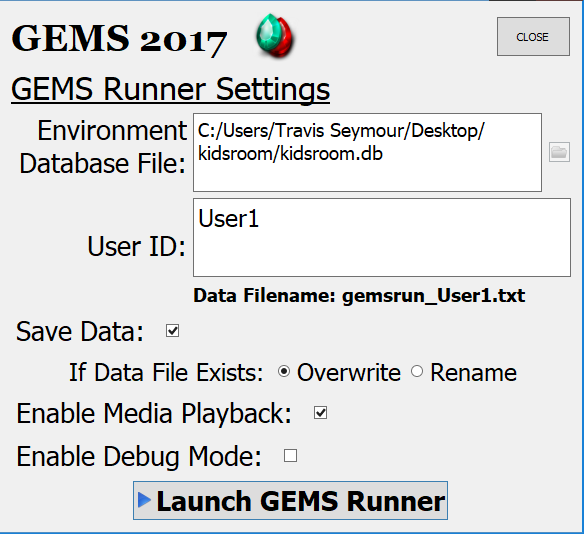 GEMS 2017
CLOSE
GEMS Runner Settings
Environment
Database File:
C:/Users/Travis Seymour/Desktop/
kidsroom/kidsroom.db
User ID:
User1
Data Filename: gemsrun_User1.txt
Save Data:
If Data File Exists: Overwrite Rename
Enable Media Playback:
Enable Debug Mode:
Launch GEMS Runner